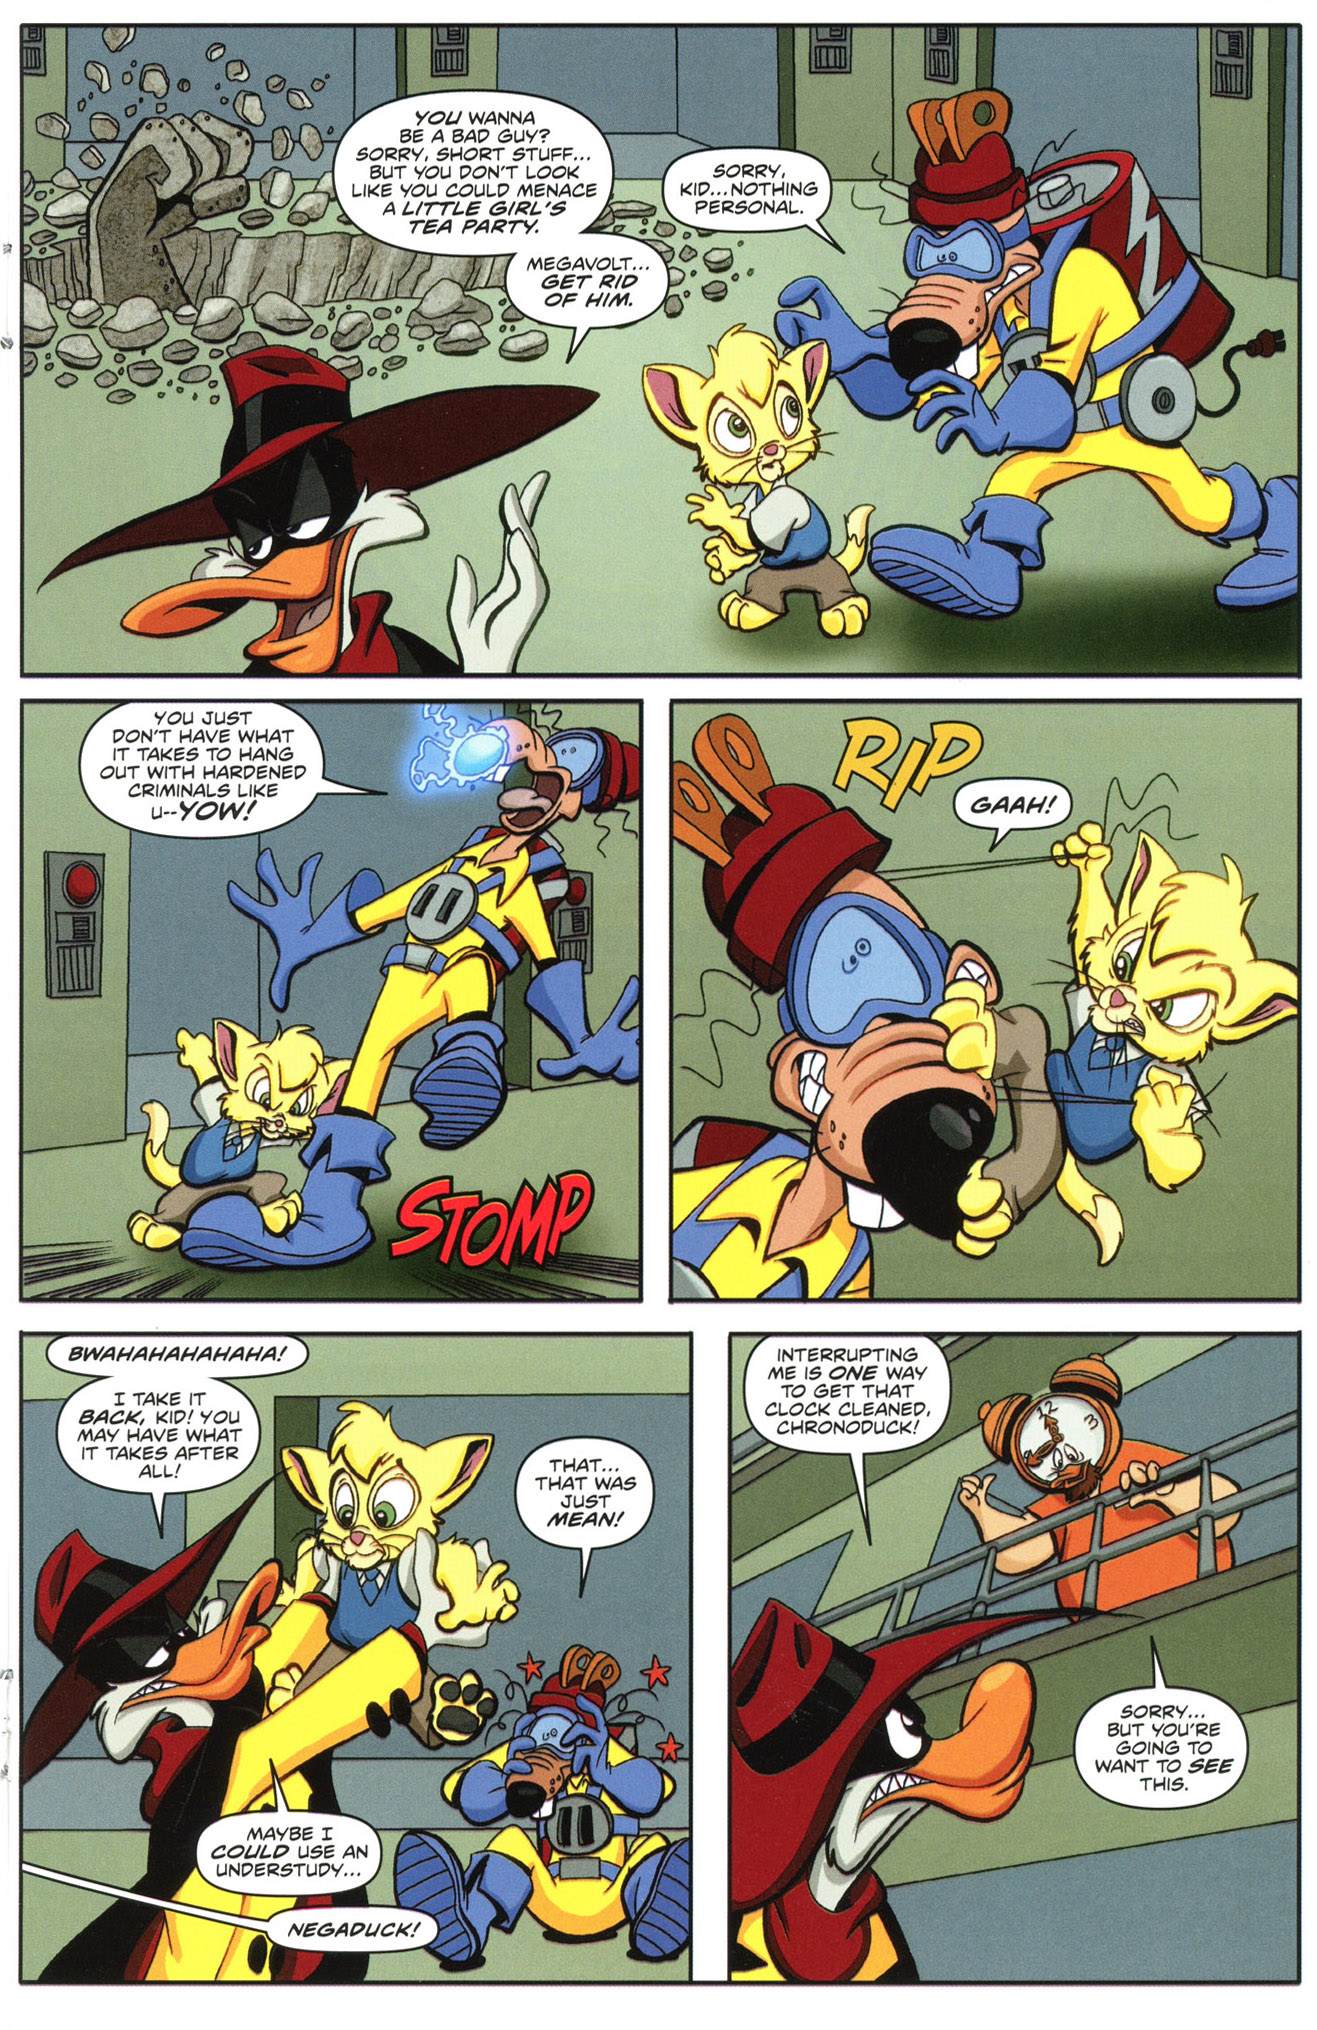 YOU WANNA
BE A BAD GUY?
SORRY, SHORT STUFF...
BUT YOU DON'T LOOK
LIKE YOU COULD MENACE
A LITTLE GIRL'S
TEA PARTY.
MEGAVOLT...
GET RID
OF HIM.
SORRY,
KID...NOTHING
PERSONAL.
YOU JUST
DON'T HAVE WHAT
IT TAKES TO HANG
OUT WITH HARDENED
CRIMINALS LIKE
U--YOW!
STOMP
RIP
GAAH!
BWAHAHAHAHAHA!
I TAKE IT
BACK, KID! YOU
MAY HAVE WHAT
IT TAKES AFTER
ALL!
THAT...
THAT WAS
JUST
MEAN!
MAYBE I
COULD USE AN
UNDERSTUDY...
NEGADUCK!
INTERRUPTING
ME IS ONE WAY
TO GET THAT
CLOCK CLEANED,
CHRONODUCK!
12
3
SORRY...
BUT YOU'RE
GOING TO
WANT TO SEE
THIS.